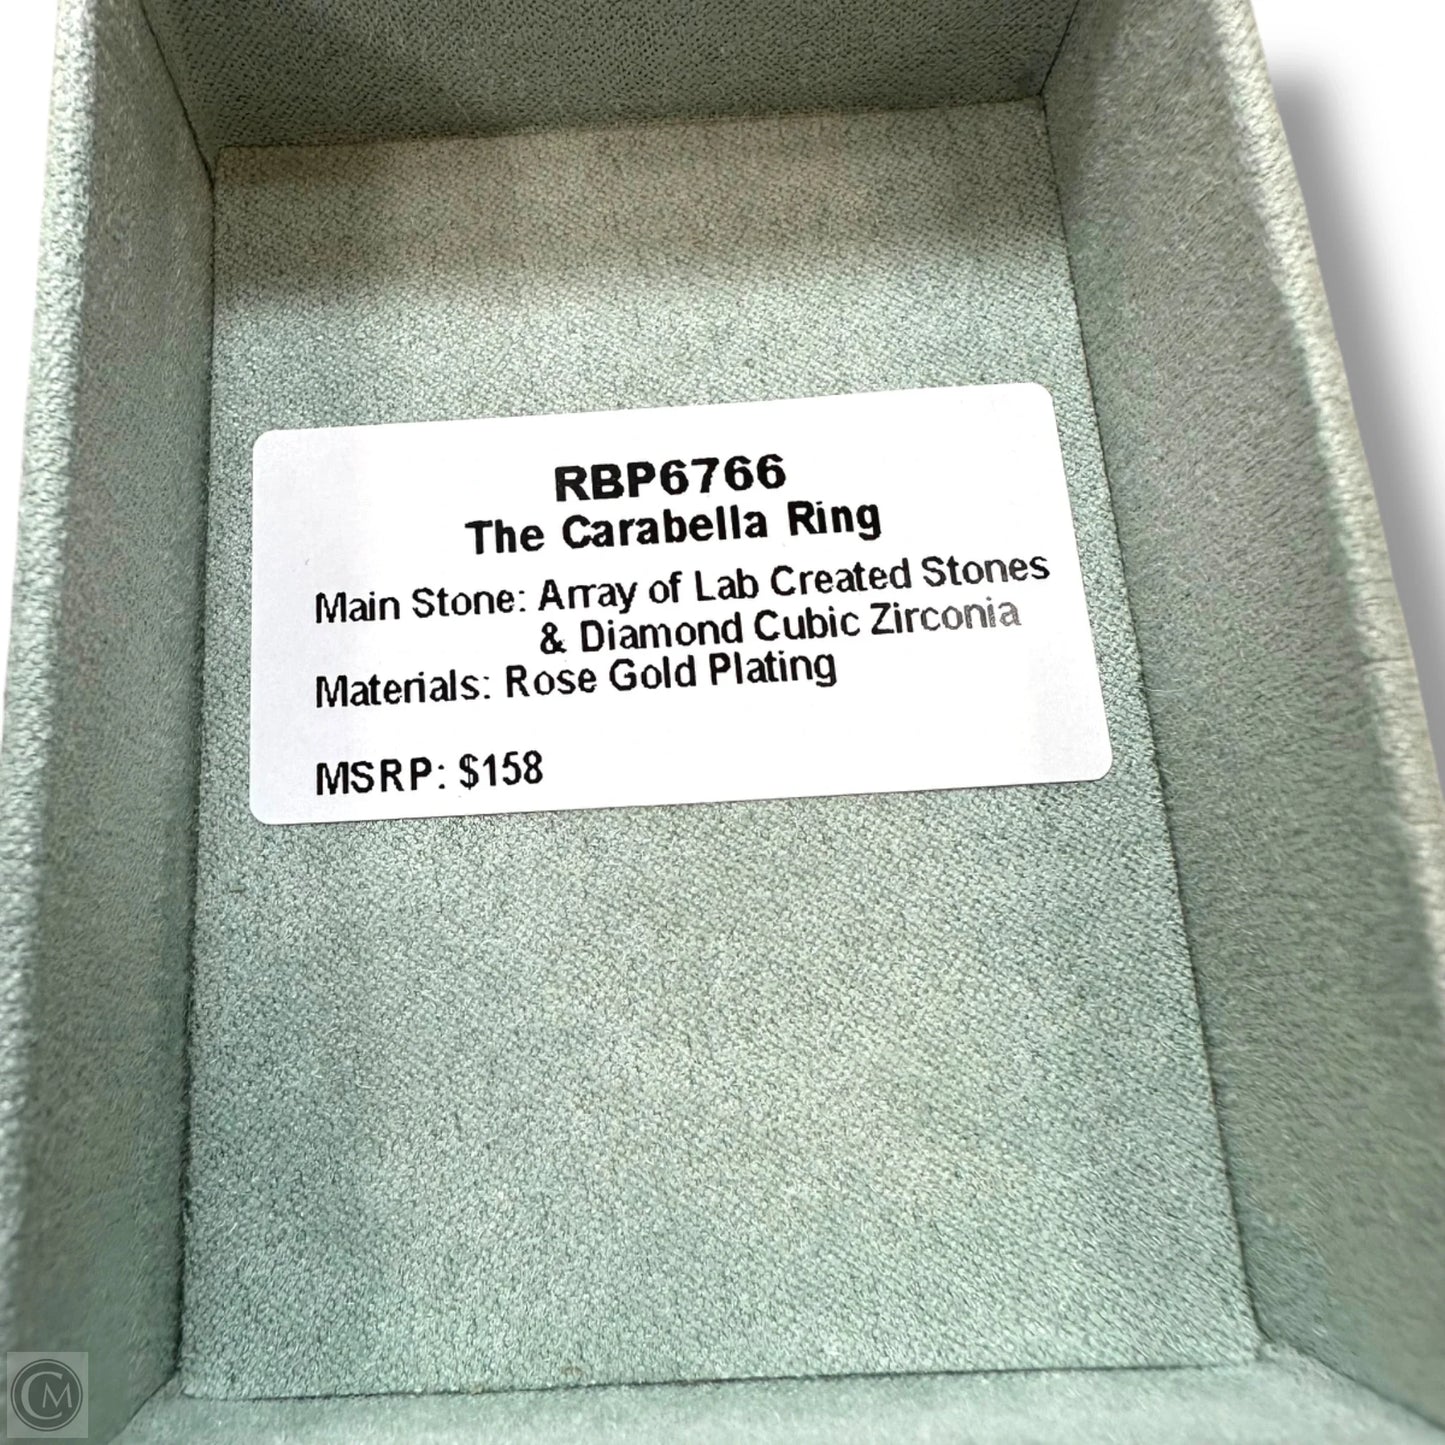 RBP6766
The Carabella Ring
Main Stone: Array of Lab Created Stones
& Diamond Cubic Zirconia
Materials: Rose Gold Plating
MSRP: $158
CM